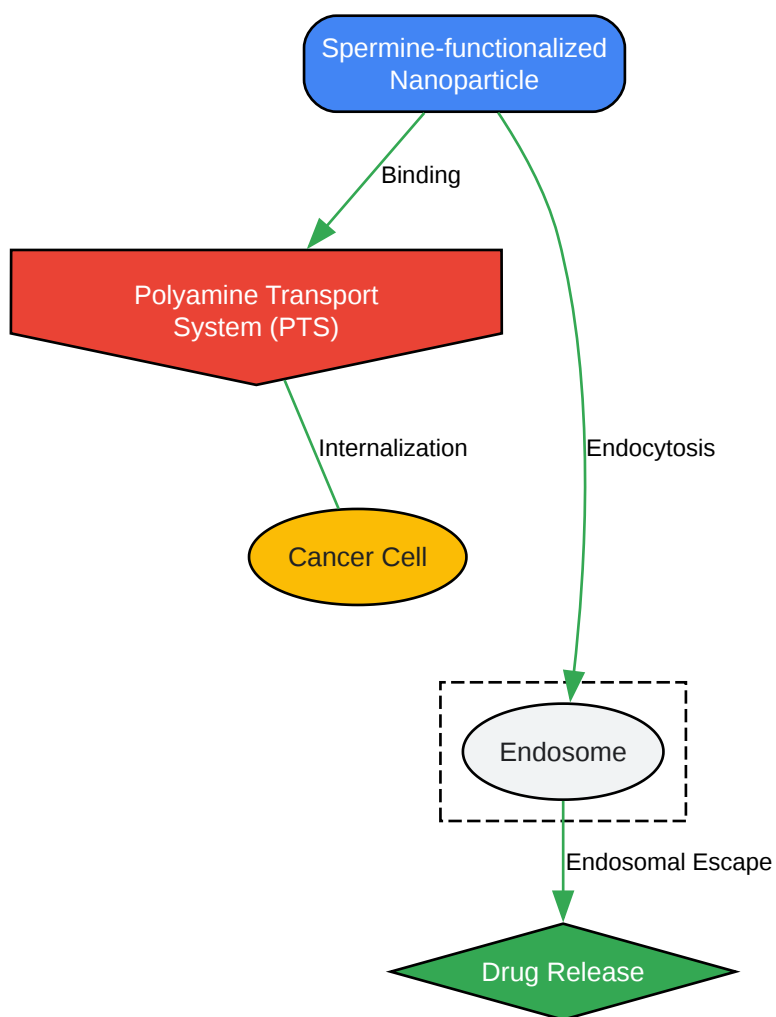 Spermine-functionalized
Nanoparticle
Binding
Polyamine Transport
System (PTS)
Internalization
Endocytosis
Cancer Cell
Endosome
Endosomal Escape
Drug Release